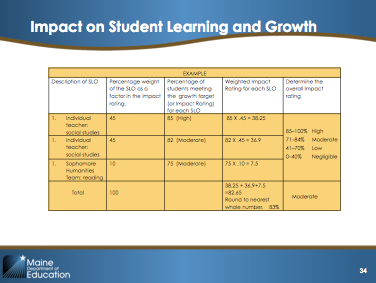 Impact on Student Learning and Growth
EXAMPLE
Description of SLO
Percentage weight
of the SLO as a
factor in the impact
rating.
Percentage of
students meeting
the growth target
(or Impact Rating)
for each SLO
Weighted Impact
Rating for each SLO
Determine the
overall impact
rating
1. Individual
teacher:
social studies
45
85 (High)
85 X .45 = 38.25
1. Individual
teacher:
social studies
45
82 (Moderate)
82 X .45 = 36.9
1. Sophomore
Humanities
Team: reading
10
75 (Moderate)
75 X .10 = 7.5
85–100% High
71-84% Moderate
41–70% Low
0–40% Negligible
Total
100
38.25 + 36.9+7.5
=82.65
Round to nearest
whole number. 83%
Moderate
Maine
Department of
Education
34